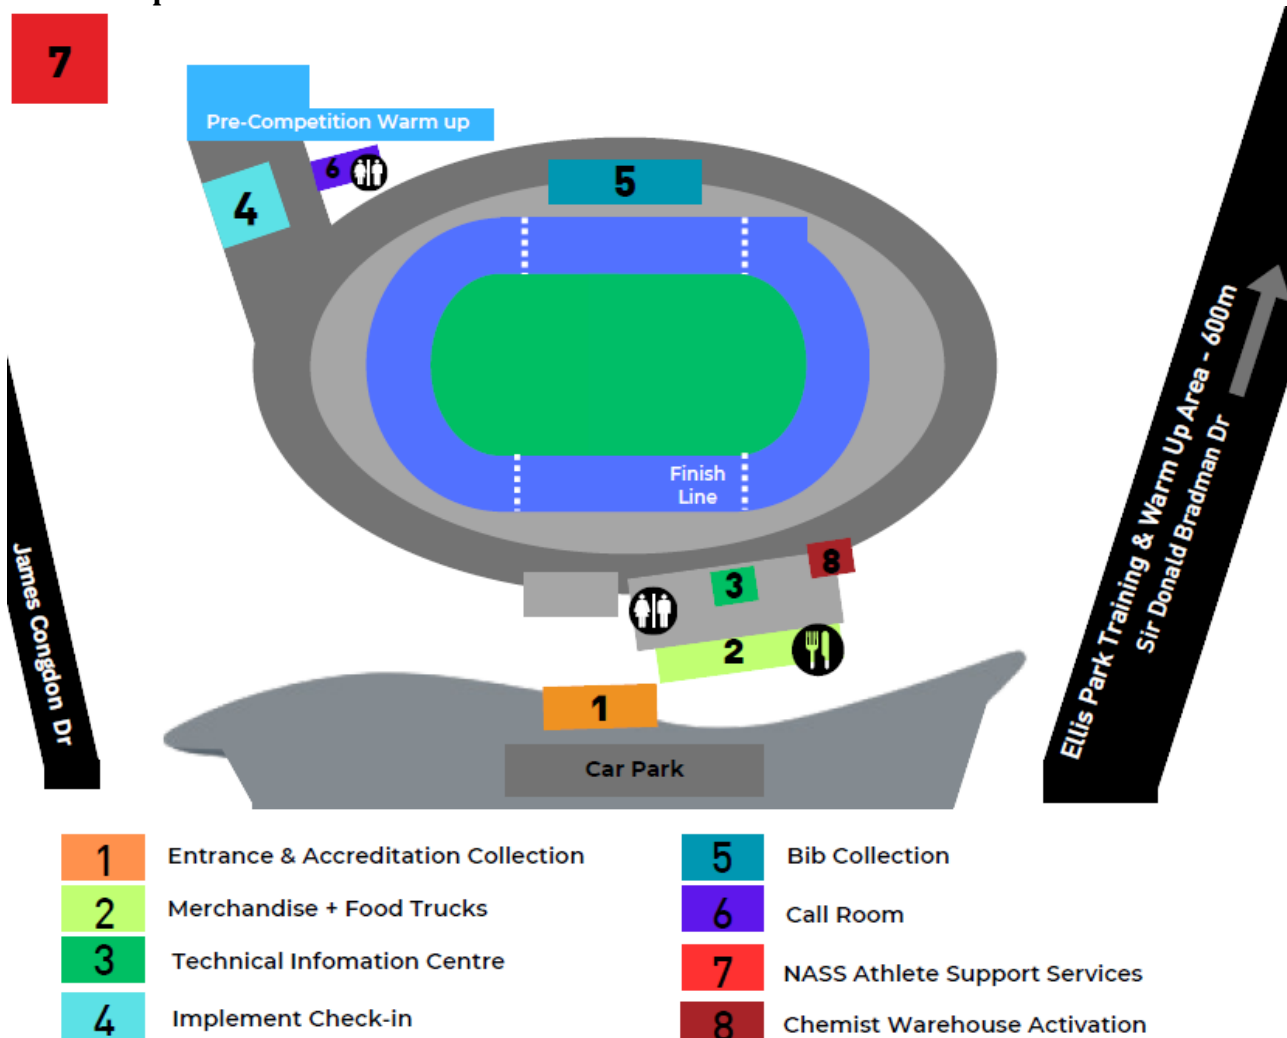 7
Pre-Competition Warm up
6
4
5
Finish
Line
Ellis Park Training & Warm Up Area - 600m
Sir Donald Bradman Dr
James Congdon Dr
8
3
2
1
Car Park
1 Entrance & Accreditation Collection
2 Merchandise + Food Trucks
3 Technical Infomation Centre
4 Implement Check-in
5 Bib Collection
6 Call Room
7 NASS Athlete Support Services
8 Chemist Warehouse Activation